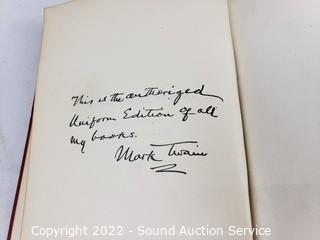 This is the authorized
Uniform Edition of all
my books.
Mark Twain
Copyright 2022 - Sound Auction Service